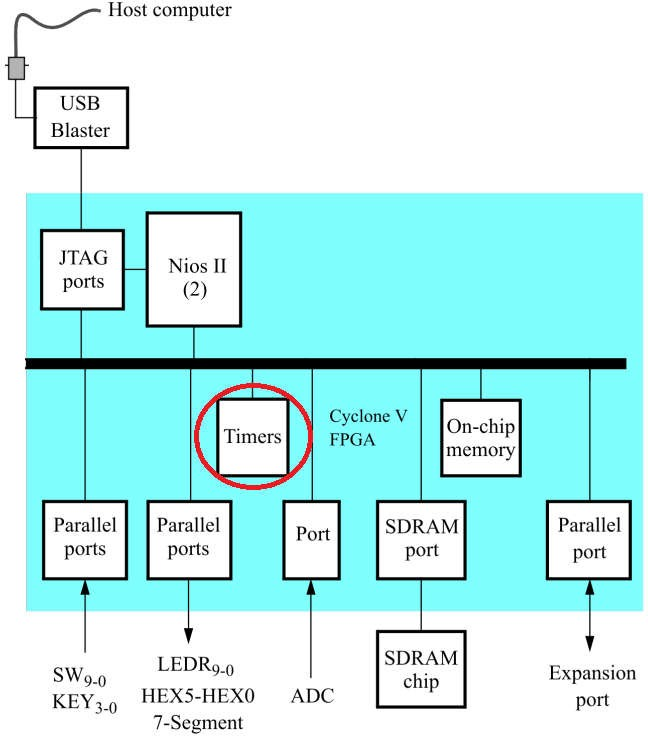 Host computer
USB
Blaster
JTAG
ports
Nios II
(2)
Timers
Cyclone V
FPGA
On-chip
memory
Parallel
ports
Parallel
ports
Port
SDRAM
port
Parallel
port
SW9-0
KEY3-0
LEDR9-0
HEX5-HEX0
7-Segment
ADC
SDRAM
chip
Expansion
port